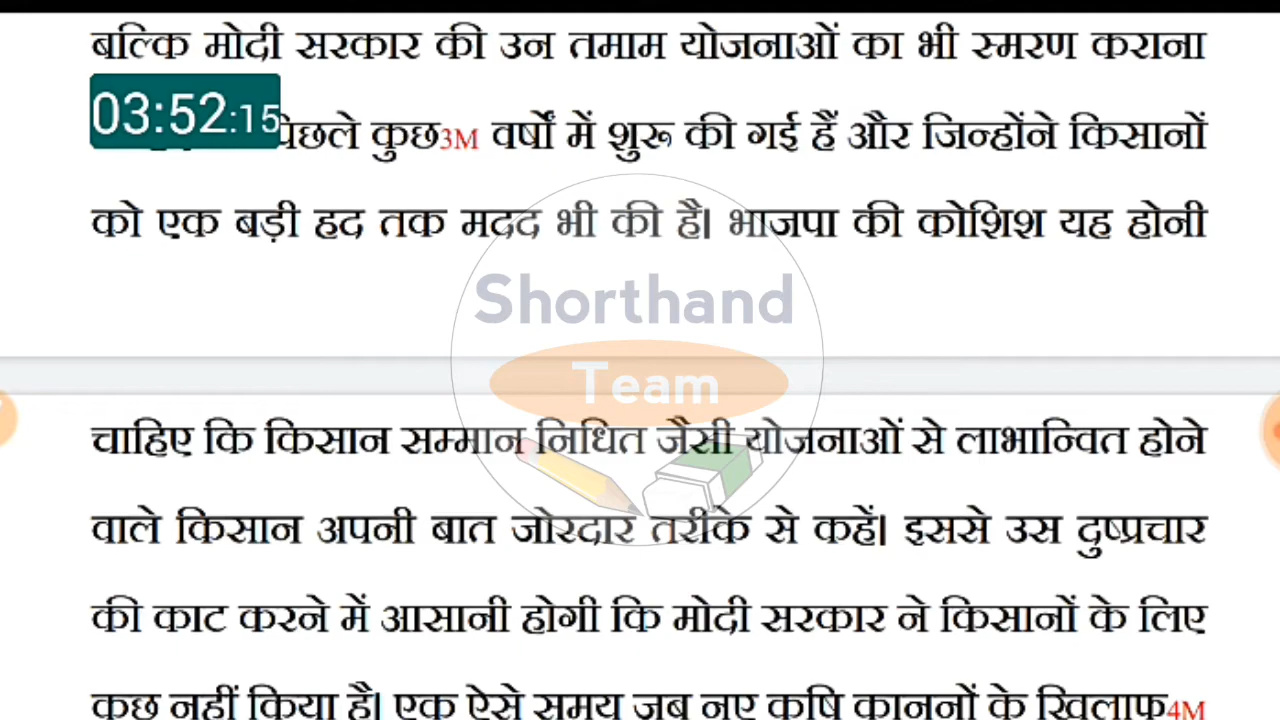 बल्कि मोदी सरकार की उन तमाम योजनाओं का भी स्मरण कराना
03:52:15
पिछले कुछ3M वर्षों में शुरू की गई हैं और जिन्होंने किसानों
को एक बड़ी हद तक मदद भी की है। भाजपा की कोशिश यह होनी
Shorthand
Team
चाहिए कि किसान सम्मान निधित जैसी योजनाओं से लाभान्वित होने
वाले किसान अपनी बात जोरदार तरीके से कहें। इससे उस दुष्प्रचार
की काट करने में आसानी होगी कि मोदी सरकार ने किसानों के लिए
कुछ नहीं किया है। एक ऐसे समय जब नए कृषि कानूनों के खिलाफ4M